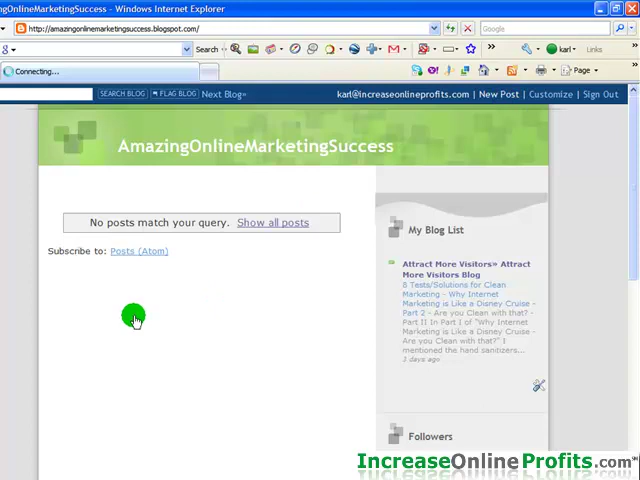 ngOnlineMarketingSuccess - Windows Internet Explorer
http://amazingonlinemarketingsuccess.blogspot.com/
Google
Search
karl
Links
Connecting...
Page
SEARCH BLOG
FLAG BLOG
Next Blog»
karl@increaseonlineprofits.com | New Post | Customize | Sign Out
AmazingOnlineMarketingSuccess
No posts match your query. Show all posts
Subscribe to: Posts (Atom)
My Blog List
Attract More Visitors» Attract
More Visitors Blog
8 Tests/Solutions for Clean
Marketing - Why Internet
Marketing is Like a Disney Cruise -
Part 2 - Are you Clean with that? -
Part II In Part I of "Why Internet
Marketing is Like a Disney Cruise -
Are you Clean with that?" I
mentioned the hand sanitizers...
1 days ago
Followers
IncreaseOnlineProfits.com